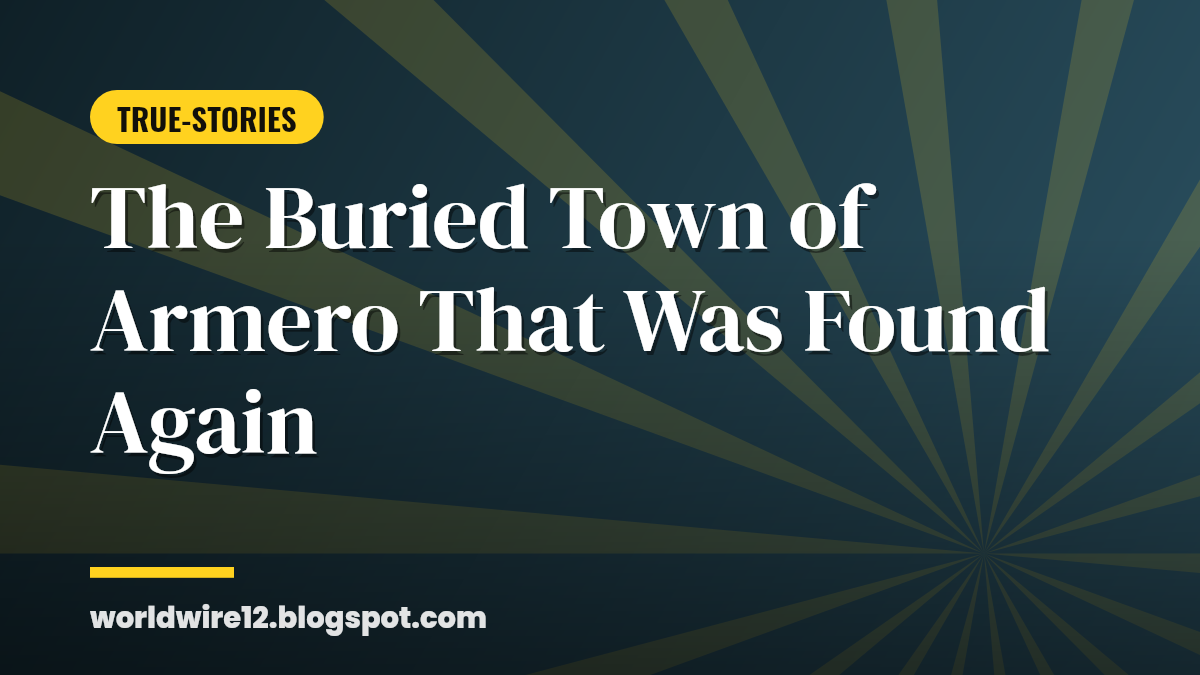 TRUE-STORIES
The Buried Town of
Armero That Was Found
Again
worldwire12.blogspot.com